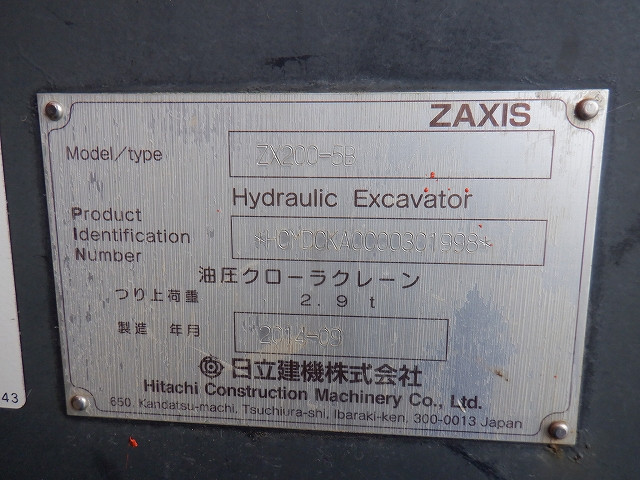 ZAXIS
Model/type ZX200-5B
Hydraulic Excavator
Product
Identification
Number
*HCMDCKA0000301998*
油圧クローラクレーン
つり上荷重 2.9 t
製造 年月 2014-09
日立建機株式会社
Hitachi Construction Machinery Co., Ltd.
650, Kandatsu-machi, Tsuchiura-shi, Ibaraki-ken, 300-0013 Japan
43